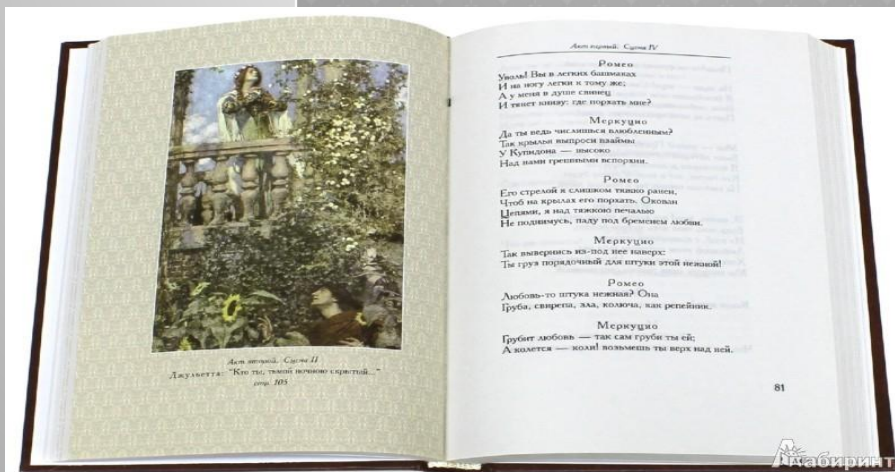 Акт второй. Сцена II
Джульетта: "Кто ты, тьмой ночною скрытый..."
стр. 105
Акт первый. Сцена IV
Ромео
Уволь! Вы в легких башмаках
И на ногу легки к тому же;
А у меня в душе свинец
И тянет книзу: где порхать мне?
Меркуцио
Да ты ведь числишься влюбленным?
Так крылья выпроси взаймы
У Купидона — высоко
Над нами грешными вспорхни.
Ромео
Его стрелой я слишком тяжко ранен,
Чтоб на крылах его порхать. Окован
Цепями, я над тяжкою печалью
Не поднимусь, паду под бременем любви.
Меркуцио
Так вывернись из-под нее наверх:
Ты груз порядочный для штуки этой нежной!
Ромео
Любовь-то штука нежная? Она
Груба, свирепа, зла, колюча, как репейник.
Меркуцио
Грубит любовь — так сам груби ты ей;
А колется — коли! возьмешь ты верх над ней.
81
Лабиринт